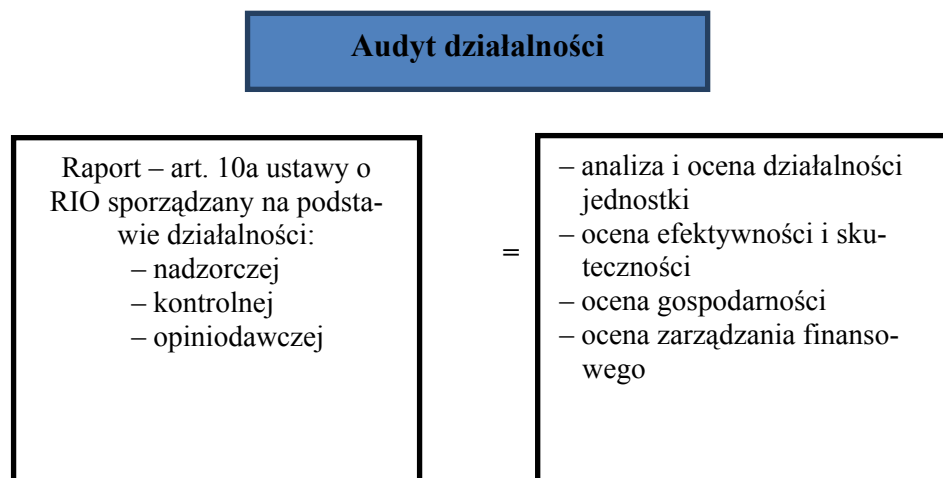 Audyt działalności
Raport – art. 10a ustawy o
RIO sporządzany na podsta-
wie działalności:
– nadzorczej
– kontrolnej
– opiniodawczej
=
– analiza i ocena działalności
jednostki
– ocena efektywności i sku-
teczności
– ocena gospodarności
– ocena zarządzania finanso-
wego